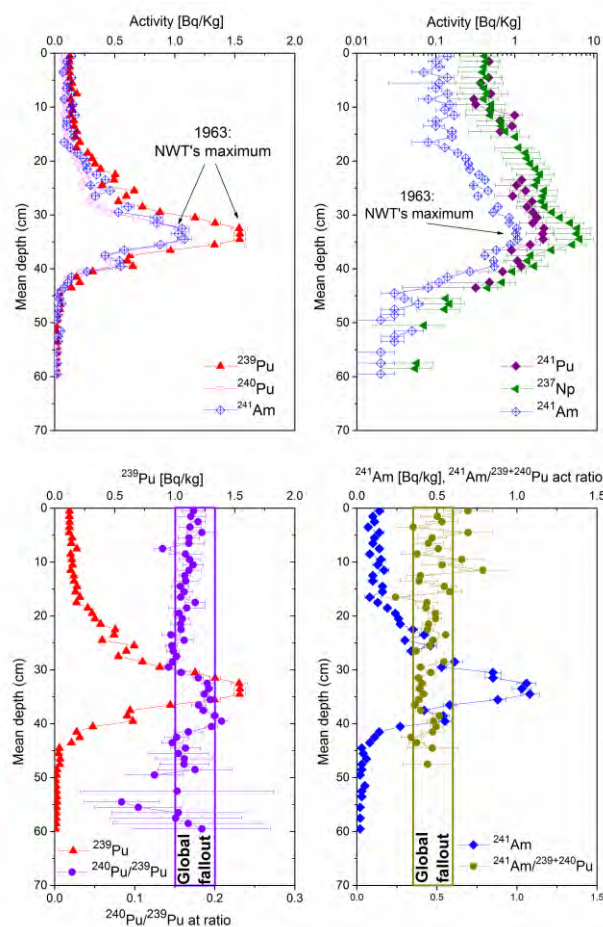 Activity [Bq/Kg]
0.0 0.5 1.0 1.5 2.0
0
10
20
30
40
50
60
70
Mean depth (cm)
1963:
NWT's maximum
²³⁹Pu
²⁴⁰Pu
²⁴¹Am
Activity [Bq/Kg]
0.01 0.1 1 10
0
10
20
30
40
50
60
70
Mean depth (cm)
1963:
NWT's maximum
²⁴¹Pu
²³⁷Np
²⁴¹Am
²³⁹Pu [Bq/kg]
0.0 0.5 1.0 1.5 2.0
0
10
20
30
40
50
60
70
Mean depth (cm)
²³⁹Pu
²⁴⁰Pu/²³⁹Pu
Global
fallout
0.0 0.1 0.2 0.3
²⁴⁰Pu/²³⁹Pu at ratio
²⁴¹Am [Bq/kg], ²⁴¹Am/²³⁹⁺²⁴⁰Pu act ratio
0.0 0.5 1.0 1.5
0
10
20
30
40
50
60
70
Mean depth (cm)
Global
fallout
²⁴¹Am
²⁴¹Am/²³⁹⁺²⁴⁰Pu